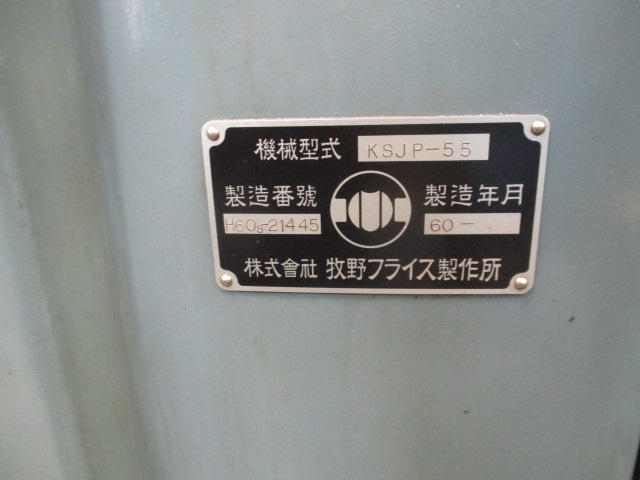 機械型式 KSJP-55
製造番號 製造年月
H60s-21445 60-
株式會社 牧野フライス製作所